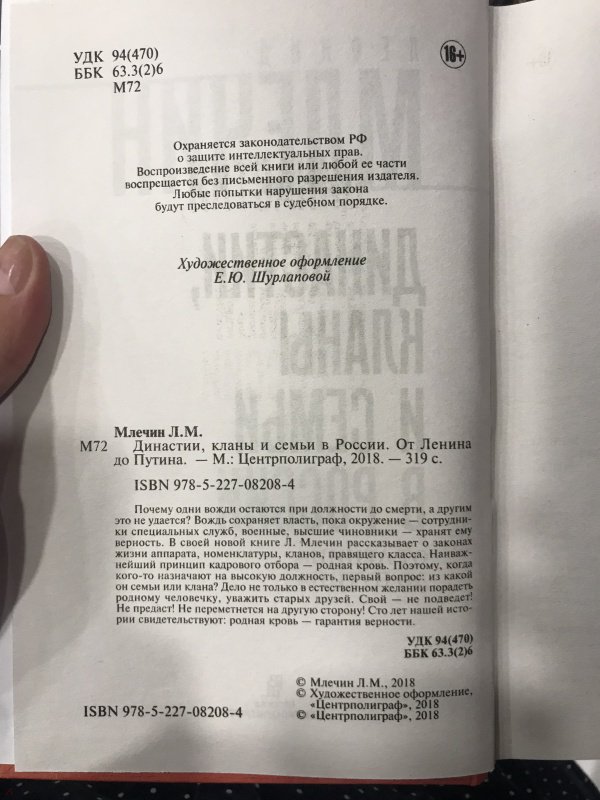 УДК 94(470)
ББК 63.3(2)6
М72
16+
Охраняется законодательством РФ
о защите интеллектуальных прав.
Воспроизведение всей книги или любой ее части
воспрещается без письменного разрешения издателя.
Любые попытки нарушения закона
будут преследоваться в судебном порядке.
Художественное оформление
Е.Ю. Шурлаповой
Млечин Л.М.
М72 Династии, кланы и семьи в России. От Ленина
до Путина. — М.: Центрполиграф, 2018. — 319 с.
ISBN 978-5-227-08208-4
Почему одни вожди остаются при должности до смерти, а другим
это не удается? Вождь сохраняет власть, пока окружение — сотрудни-
ки специальных служб, военные, высшие чиновники — хранят ему
верность. В своей новой книге Л. Млечин рассказывает о законах
жизни аппарата, номенклатуры, кланов, правящего класса. Наиваж-
нейший принцип кадрового отбора — родная кровь. Поэтому, когда
кого-то назначают на высокую должность, первый вопрос: из какой
он семьи или клана? Дело не только в естественном желании порадеть
родному человечку, уважить старых друзей. Свой — не подведет!
Не предаст! Не переметнется на другую сторону! Сто лет нашей исто-
рии свидетельствуют: родная кровь — гарантия верности.
УДК 94(470)
ББК 63.3(2)6
© Млечин Л.М., 2018
© Художественное оформление,
«Центрполиграф», 2018
ISBN 978-5-227-08208-4
© «Центрполиграф», 2018